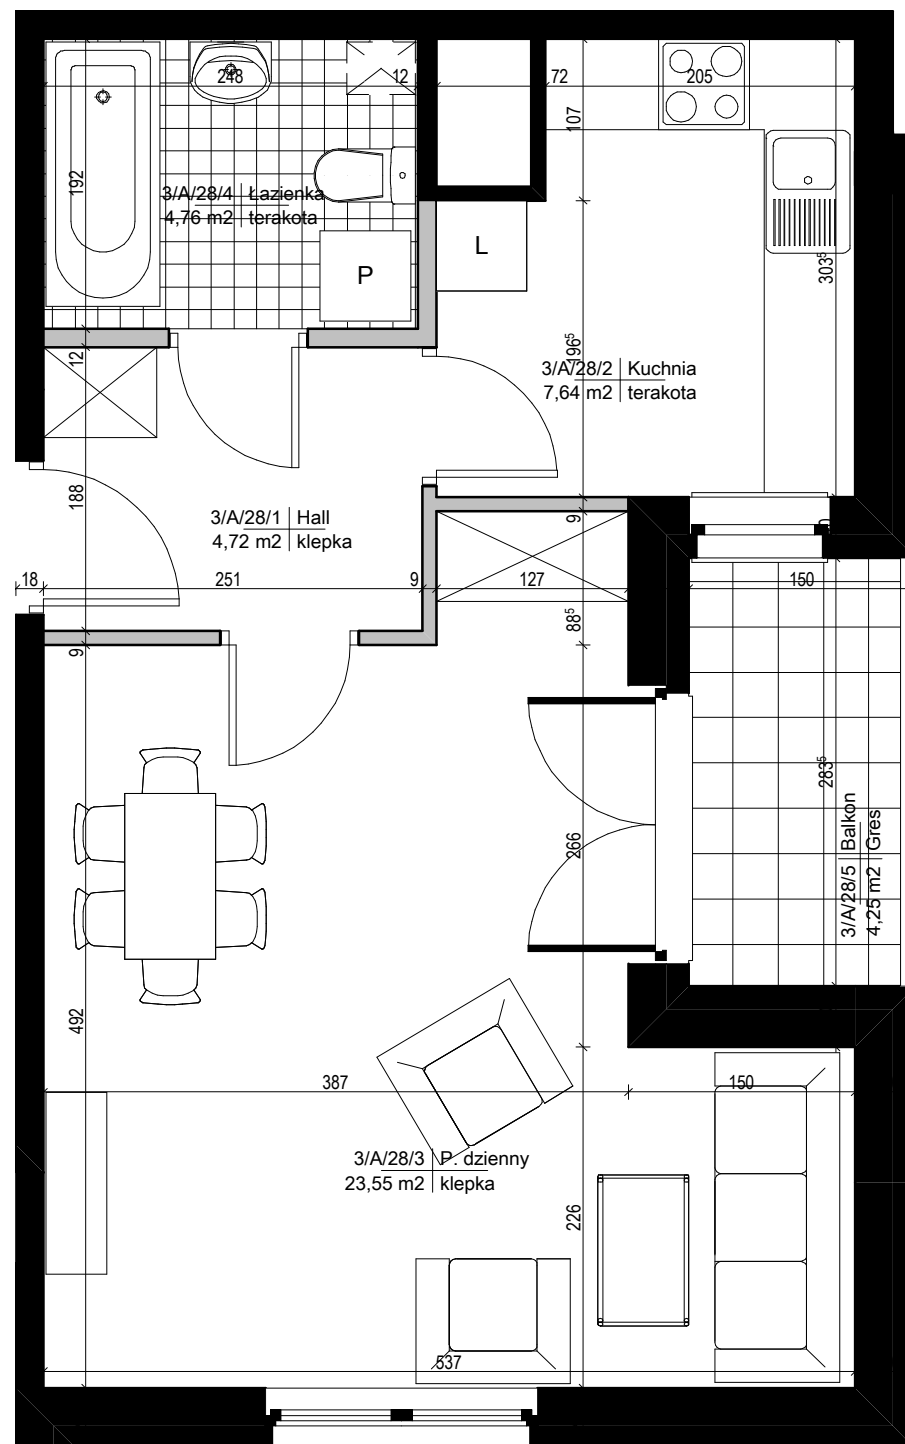 248
12
72
205
107
192
3/A/28/4 Łazienka
4,76 m2 terakota
P
L
303⁵
12
196⁵
3/A/28/2 Kuchnia
7,64 m2 terakota
188
3/A/28/1 Hall
4,72 m2 klepka
9
18
251
9
127
150
88⁵
9
283⁵
266
3/A/28/5 Balkon
4,25 m2 Gres
492
387
150
3/A/28/3 P. dzienny
23,55 m2 klepka
226
537